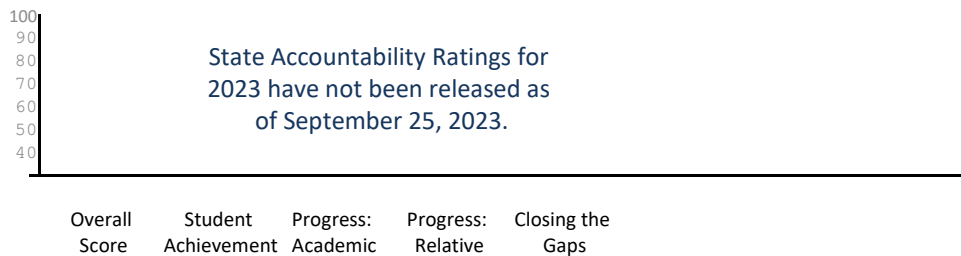 100
90
80
70
60
50
40
State Accountability Ratings for
2023 have not been released as
of September 25, 2023.
Overall Score
Student Achievement
Progress: Academic
Progress: Relative
Closing the Gaps